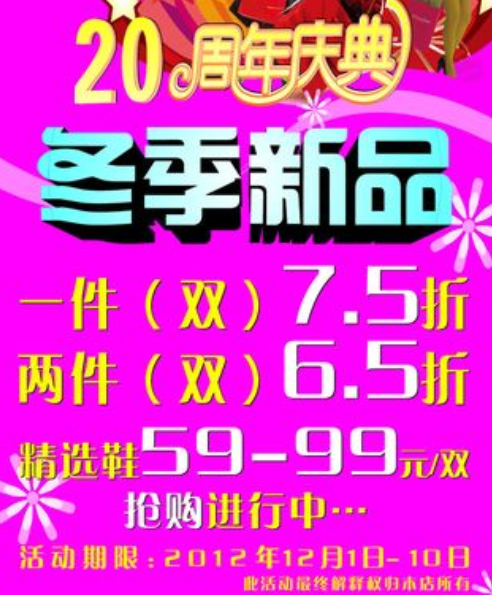 20周年庆典
冬季新品
一件（双）7.5折
两件（双）6.5折
精选鞋59-99元/双
抢购进行中…
活动期限：2012年12月1日-10日
此活动最终解释权归本店所有